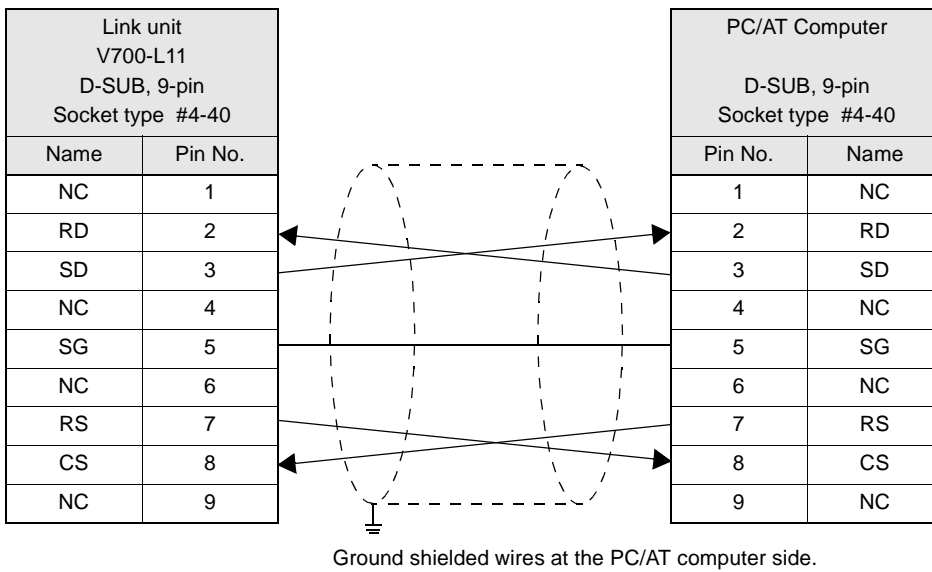 Link unit
V700-L11
D-SUB, 9-pin
Socket type #4-40
Name Pin No.
NC 1
RD 2
SD 3
NC 4
SG 5
NC 6
RS 7
CS 8
NC 9
PC/AT Computer
D-SUB, 9-pin
Socket type #4-40
Pin No. Name
1 NC
2 RD
3 SD
4 NC
5 SG
6 NC
7 RS
8 CS
9 NC
Ground shielded wires at the PC/AT computer side.